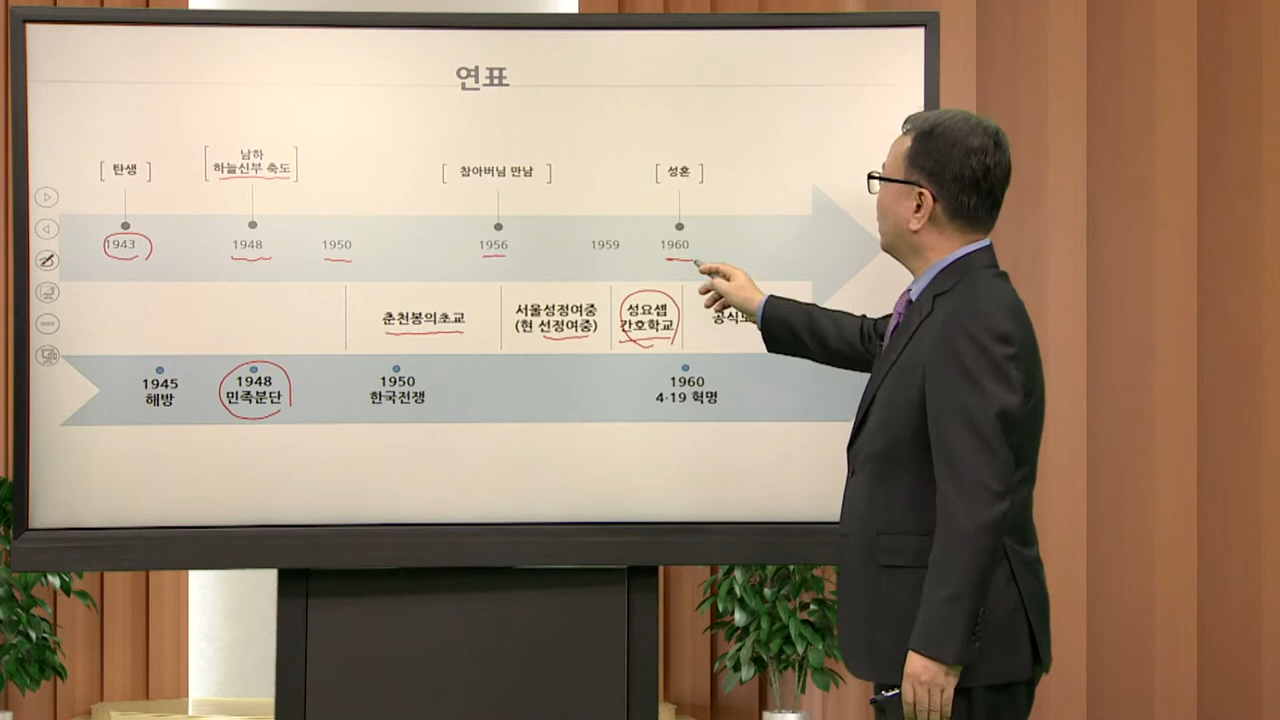 연표
[ 탄생 ]
[ 남하
하늘신부 축도 ]
[ 참아버님 만남 ]
[ 성혼 ]
1943
1948
1950
1956
1959
1960
춘천봉의초교
서울성정여중
(현 선정여중)
성요셉
간호학교
1945
해방
1948
민족분단
1950
한국전쟁
1960
4·19 혁명